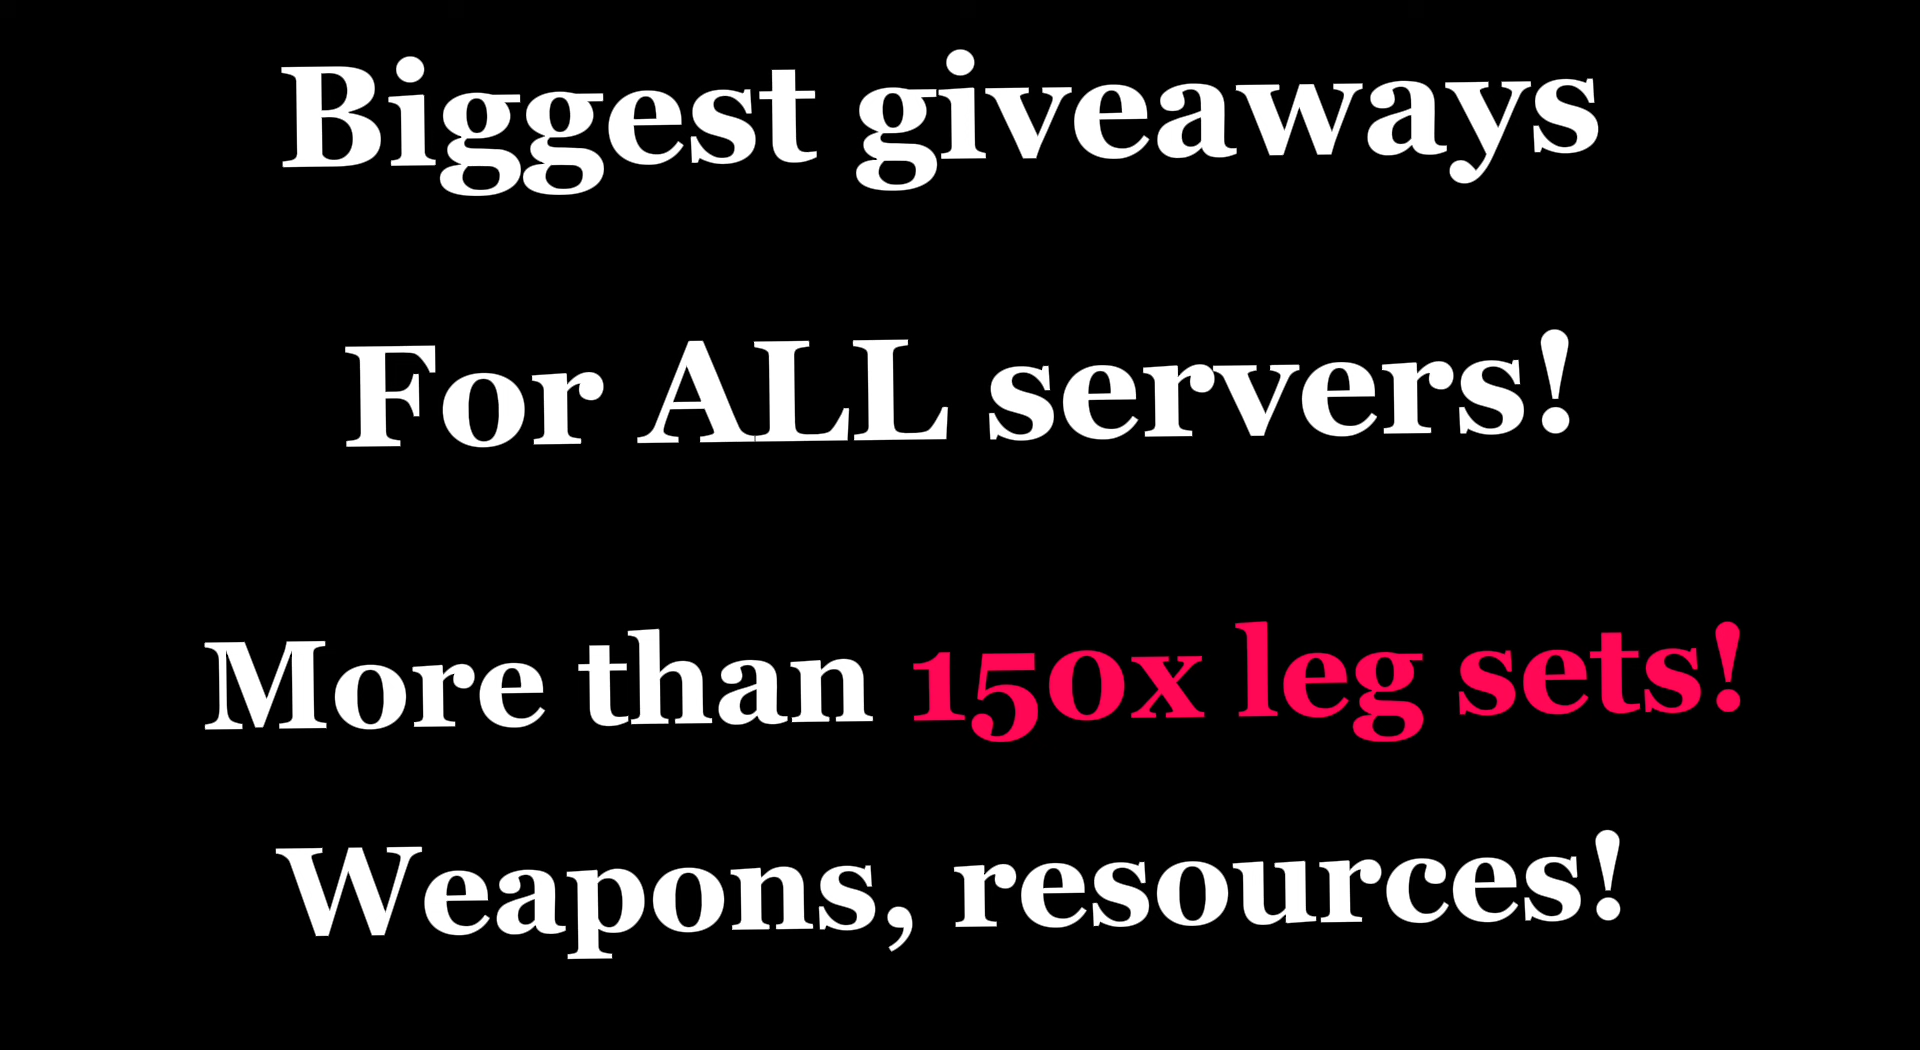 Biggest giveaways
For ALL servers!
More than 150x leg sets!
Weapons, resources!